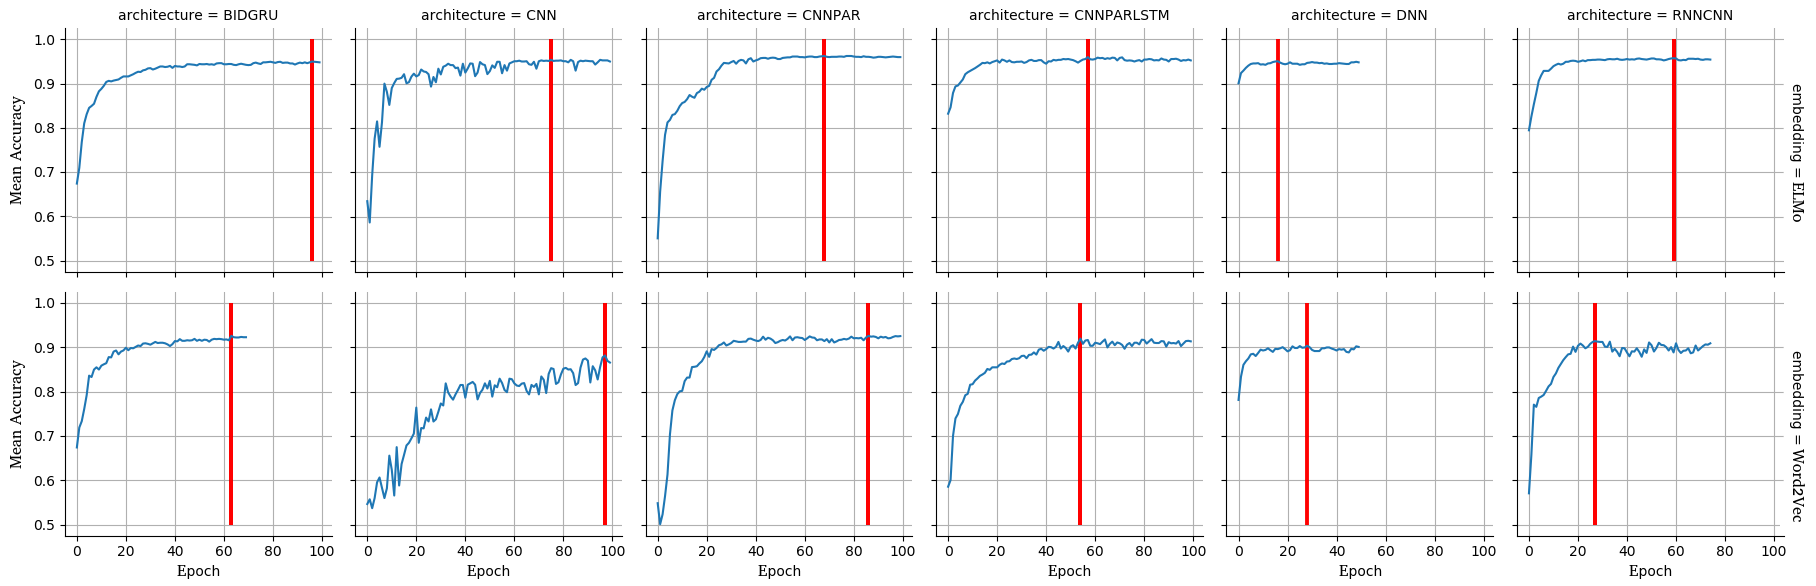 architecture = BIDGRU architecture = CNN architecture = CNNPAR architecture = CNNPARLSTM architecture = DNN architecture = RNNCNN
1.0
0.9
0.8
0.7
0.6
0.5
Mean Accuracy
embedding = ELMo
1.0
0.9
0.8
0.7
0.6
0.5
Mean Accuracy
embedding = Word2Vec
0 20 40 60 80 100 0 20 40 60 80 100 0 20 40 60 80 100 0 20 40 60 80 100 0 20 40 60 80 100 0 20 40 60 80 100
Epoch Epoch Epoch Epoch Epoch Epoch